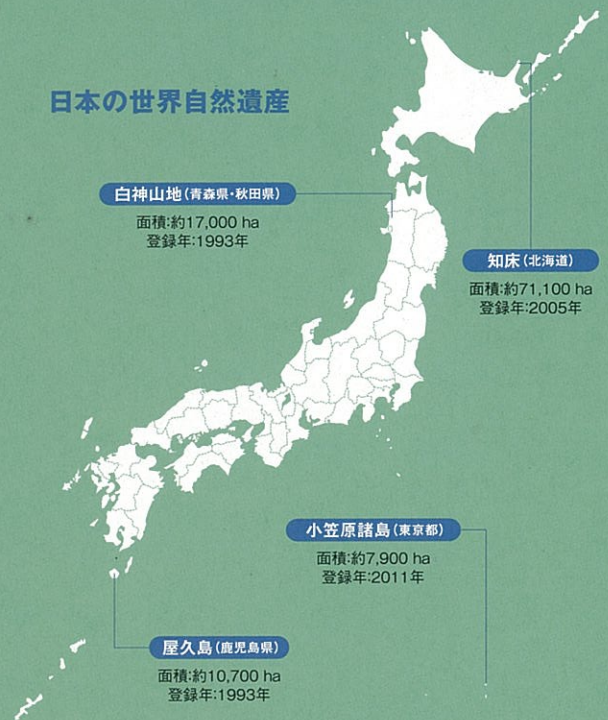 日本の世界自然遺産
白神山地(青森県・秋田県)
面積:約17,000 ha
登録年:1993年
知床(北海道)
面積:約71,100 ha
登録年:2005年
小笠原諸島(東京都)
面積:約7,900 ha
登録年:2011年
屋久島(鹿児島県)
面積:約10,700 ha
登録年:1993年